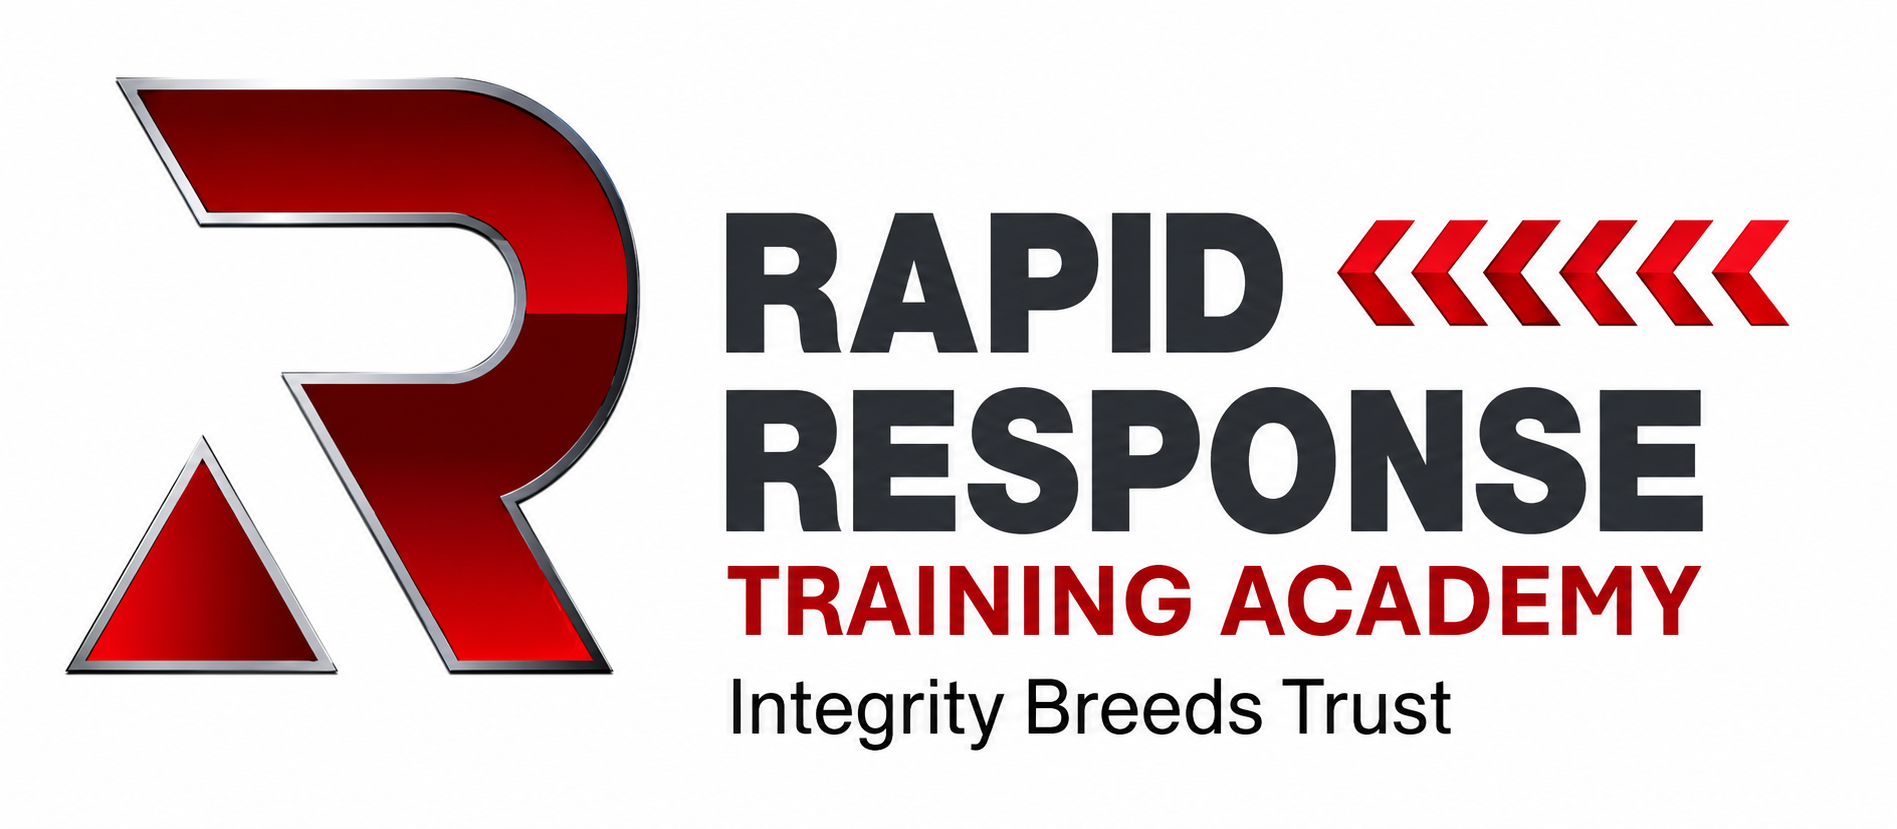 RAPID
RESPONSE
TRAINING ACADEMY
Integrity Breeds Trust